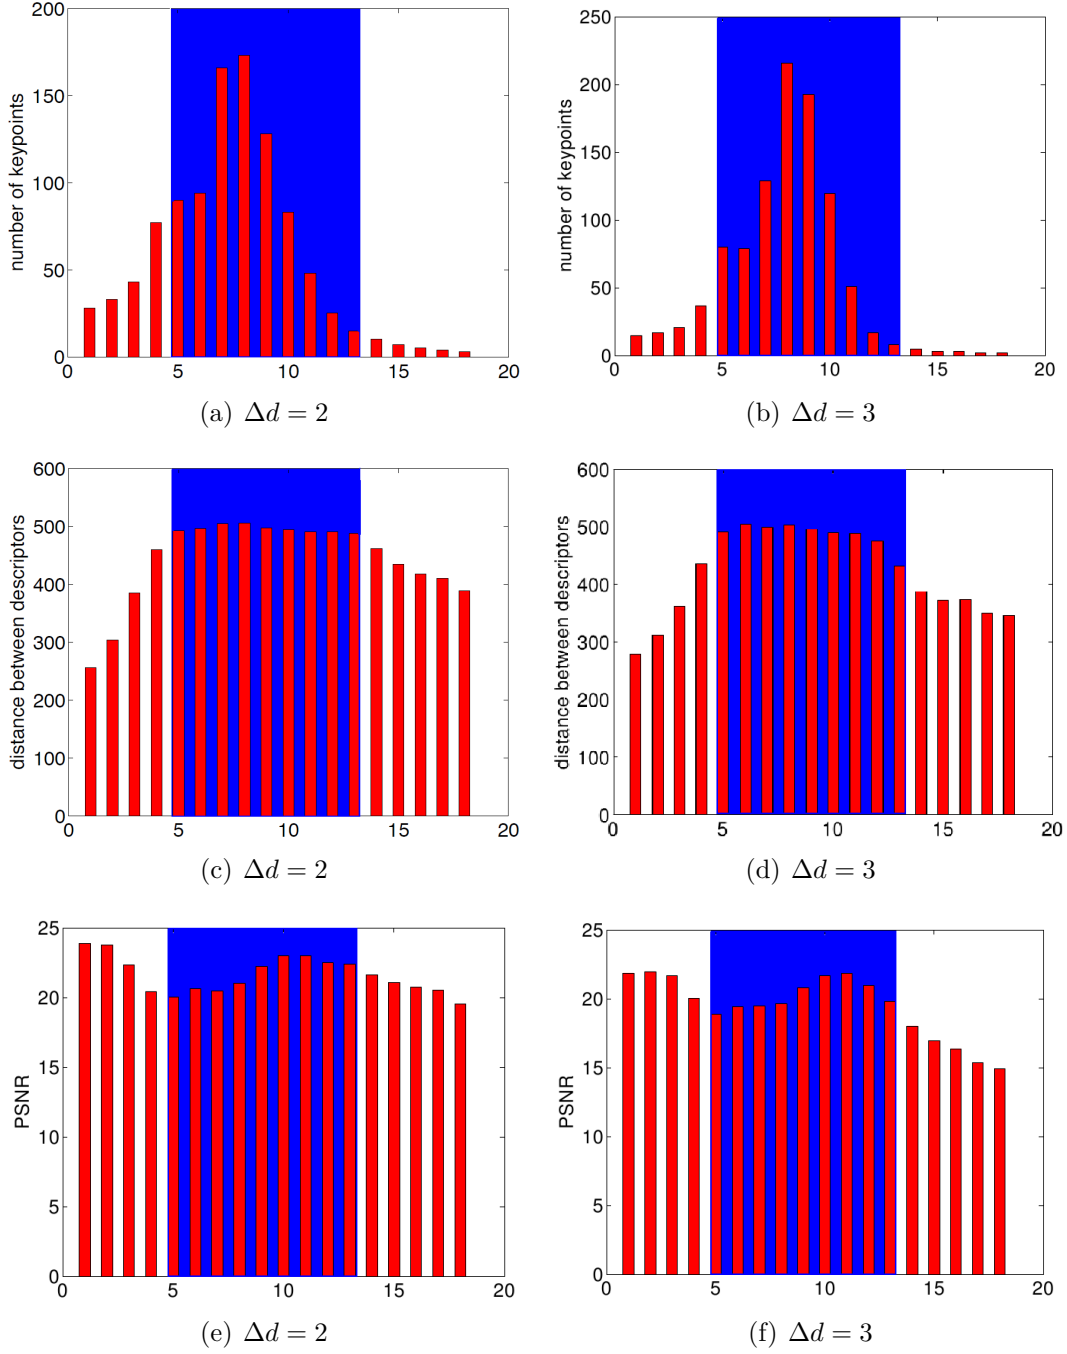 number of keypoints
200
150
100
50
0
0 5 10 15 20
(a) Δd = 2
number of keypoints
250
200
150
100
50
0
0 5 10 15 20
(b) Δd = 3
distance between descriptors
600
500
400
300
200
100
0
0 5 10 15 20
(c) Δd = 2
distance between descriptors
600
500
400
300
200
100
0
0 5 10 15 20
(d) Δd = 3
PSNR
25
20
15
10
5
0
0 5 10 15 20
(e) Δd = 2
PSNR
25
20
15
10
5
0
0 5 10 15 20
(f) Δd = 3